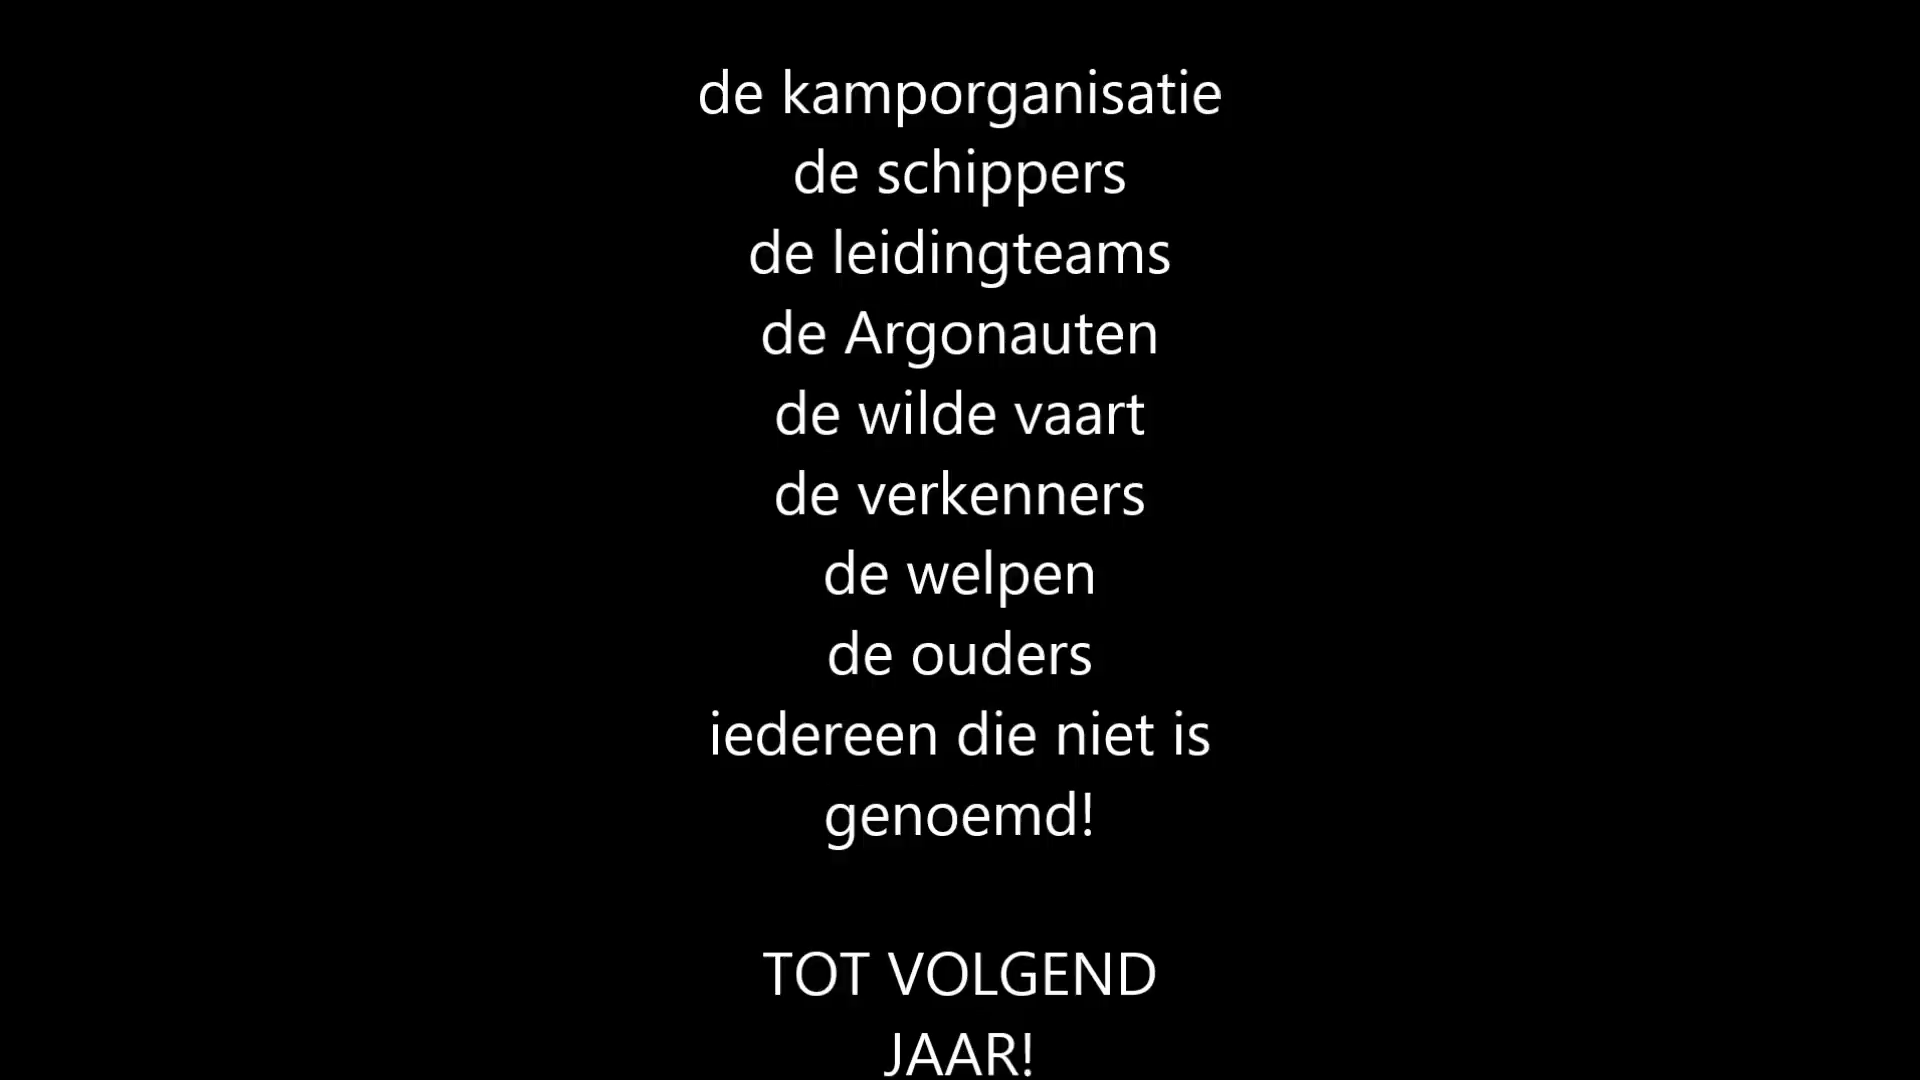 de kamporganisatie
de schippers
de leidingteams
de Argonauten
de wilde vaart
de verkenners
de welpen
de ouders
iedereen die niet is
genoemd!
TOT VOLGEND
JAAR!